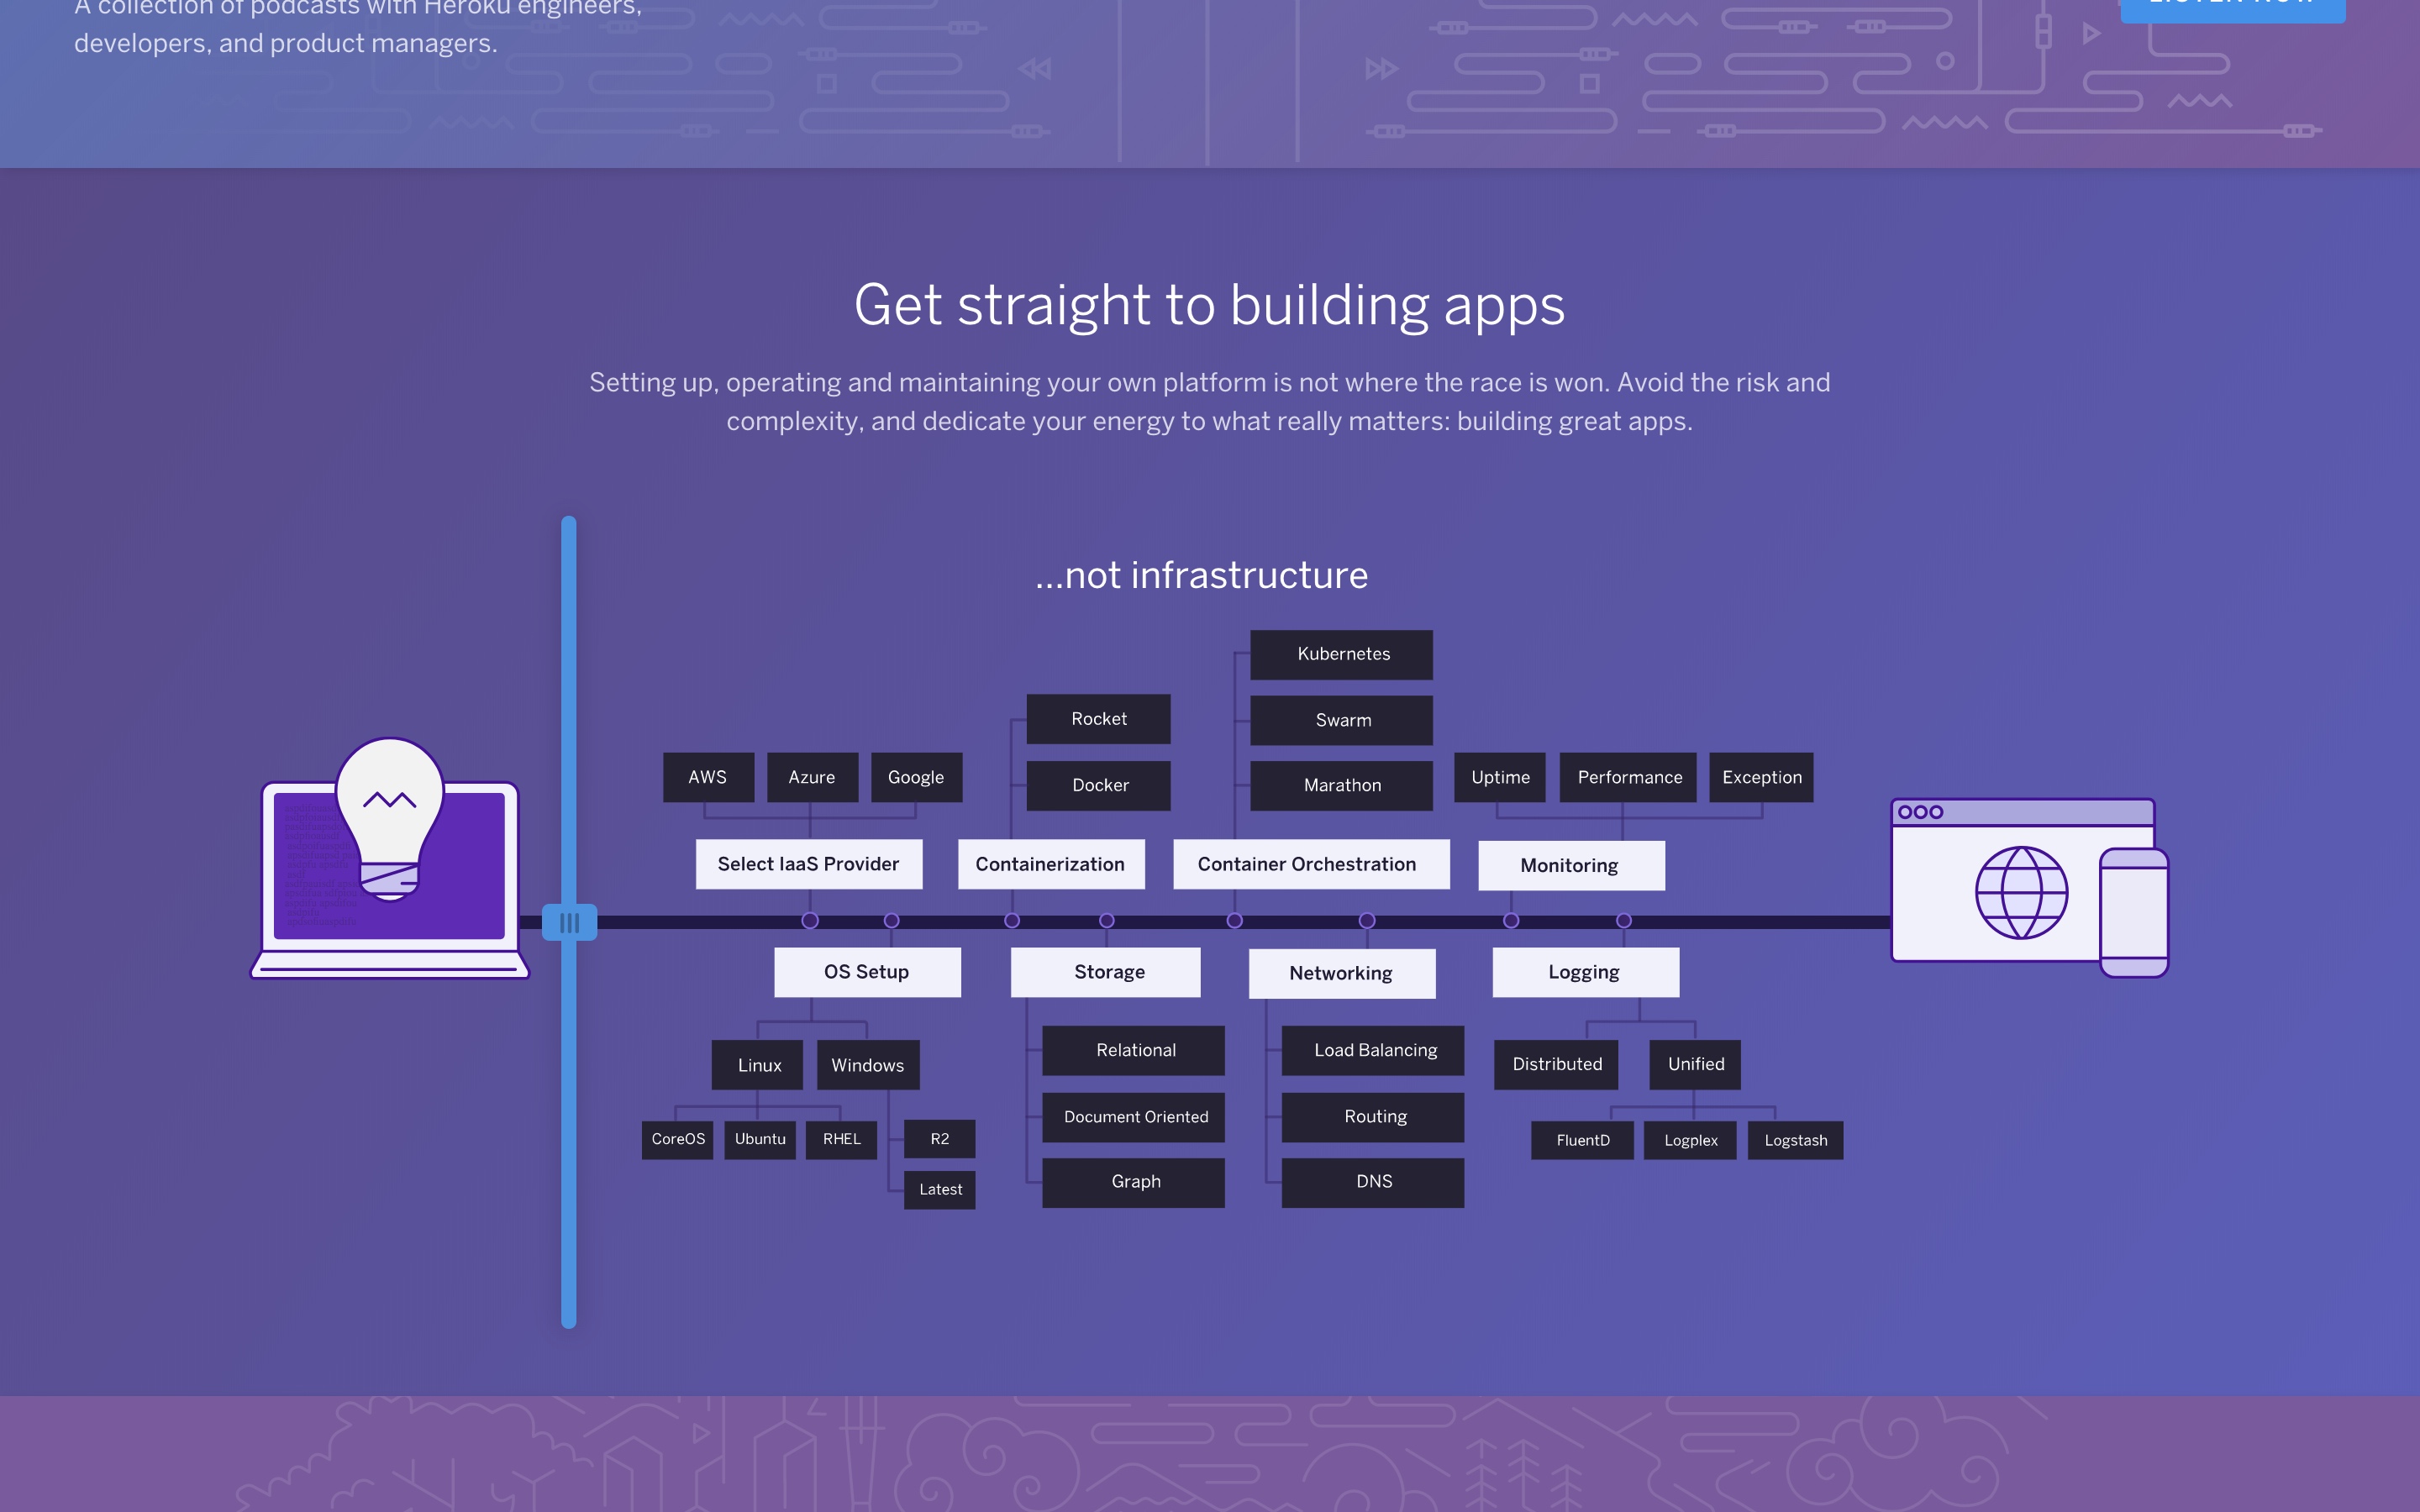 A collection of podcasts with Heroku engineers,
developers, and product managers.
LISTEN NOW
Get straight to building apps
Setting up, operating and maintaining your own platform is not where the race is won. Avoid the risk and
complexity, and dedicate your energy to what really matters: building great apps.
...not infrastructure
Kubernetes
Rocket
Swarm
AWS
Azure
Google
Docker
Marathon
Uptime
Performance
Exception
Select IaaS Provider
Containerization
Container Orchestration
Monitoring
OS Setup
Storage
Networking
Logging
Linux
Windows
Relational
Load Balancing
Distributed
Unified
CoreOS
Ubuntu
RHEL
R2
Document Oriented
Routing
FluentD
Logplex
Logstash
Latest
Graph
DNS